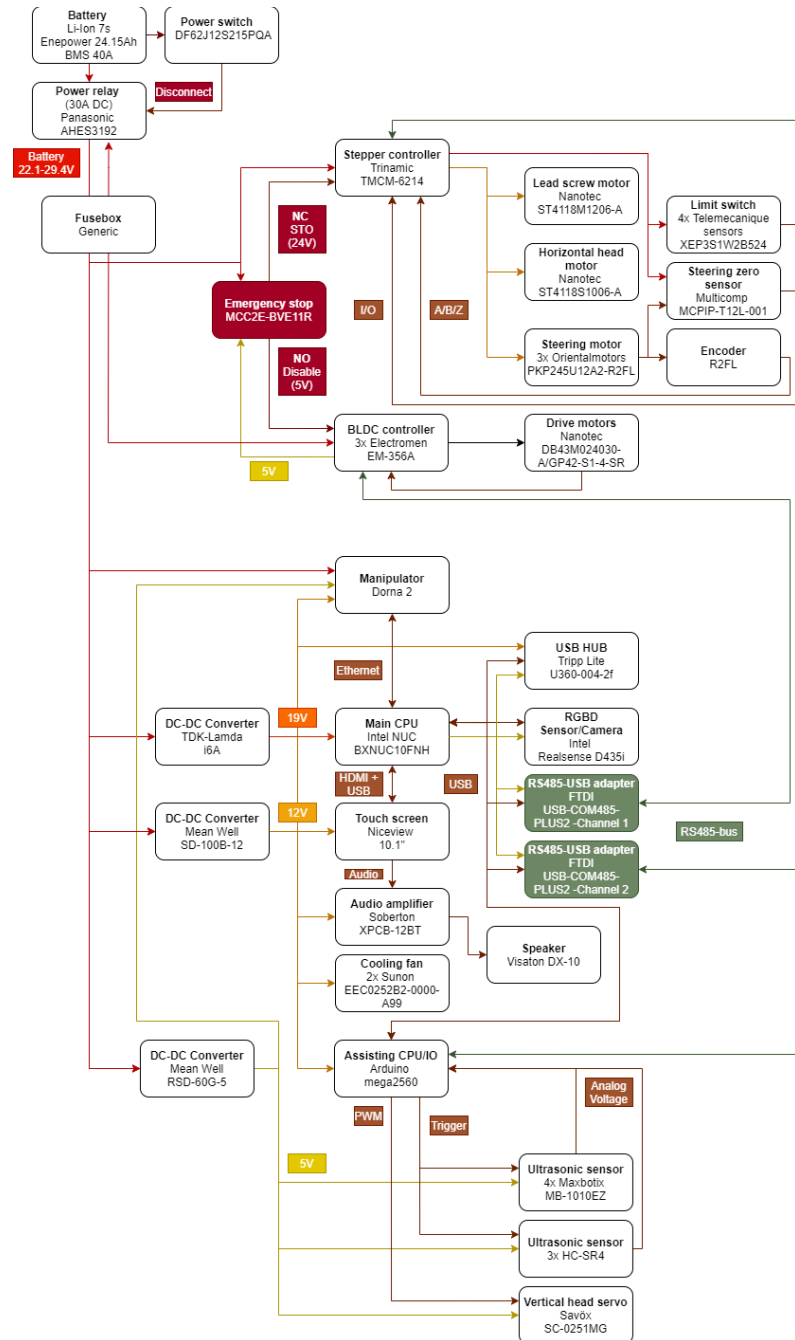 Battery
Li-Ion 7s
Enepower 24.15Ah
BMS 40A
Power switch
DF62J12S215PQA
Disconnect
Power relay
(30A DC)
Panasonic
AHES3192
Battery
22.1-29.4V
Fusebox
Generic
Stepper controller
Trinamic
TMCM-6214
Lead screw motor
Nanotec
ST4118M1206-A
Limit switch
4x Telemecanique
sensors
XEP3S1W2B524
NC
STO
(24V)
Horizontal head
motor
Nanotec
ST4118S1006-A
Steering zero
sensor
Multicomp
MCPIP-T12L-001
Emergency stop
MCC2E-BVE11R
I/O
A/B/Z
Steering motor
3x Orientalmotors
PKP245U12A2-R2FL
Encoder
R2FL
NO
Disable
(5V)
BLDC controller
3x Electromen
EM-356A
Drive motors
Nanotec
DB43M024030-
A/GP42-S1-4-SR
5V
Manipulator
Dorna 2
USB HUB
Tripp Lite
U360-004-2f
Ethernet
DC-DC Converter
TDK-Lamda
i6A
19V
Main CPU
Intel NUC
BXNUC10FNH
RGBD
Sensor/Camera
Intel
Realsense D435i
HDMI +
USB
USB
RS485-USB adapter
FTDI
USB-COM485-
PLUS2 -Channel 1
RS485-bus
DC-DC Converter
Mean Well
SD-100B-12
12V
Touch screen
Niceview
10.1"
RS485-USB adapter
FTDI
USB-COM485-
PLUS2 -Channel 2
Audio
Audio amplifier
Soberton
XPCB-12BT
Speaker
Visaton DX-10
Cooling fan
2x Sunon
EEC0252B2-0000-
A99
DC-DC Converter
Mean Well
RSD-60G-5
Assisting CPU/IO
Arduino
mega2560
Analog
Voltage
PWM
Trigger
5V
Ultrasonic sensor
4x Maxbotix
MB-1010EZ
Ultrasonic sensor
3x HC-SR4
Vertical head servo
Savöx
SC-0251MG